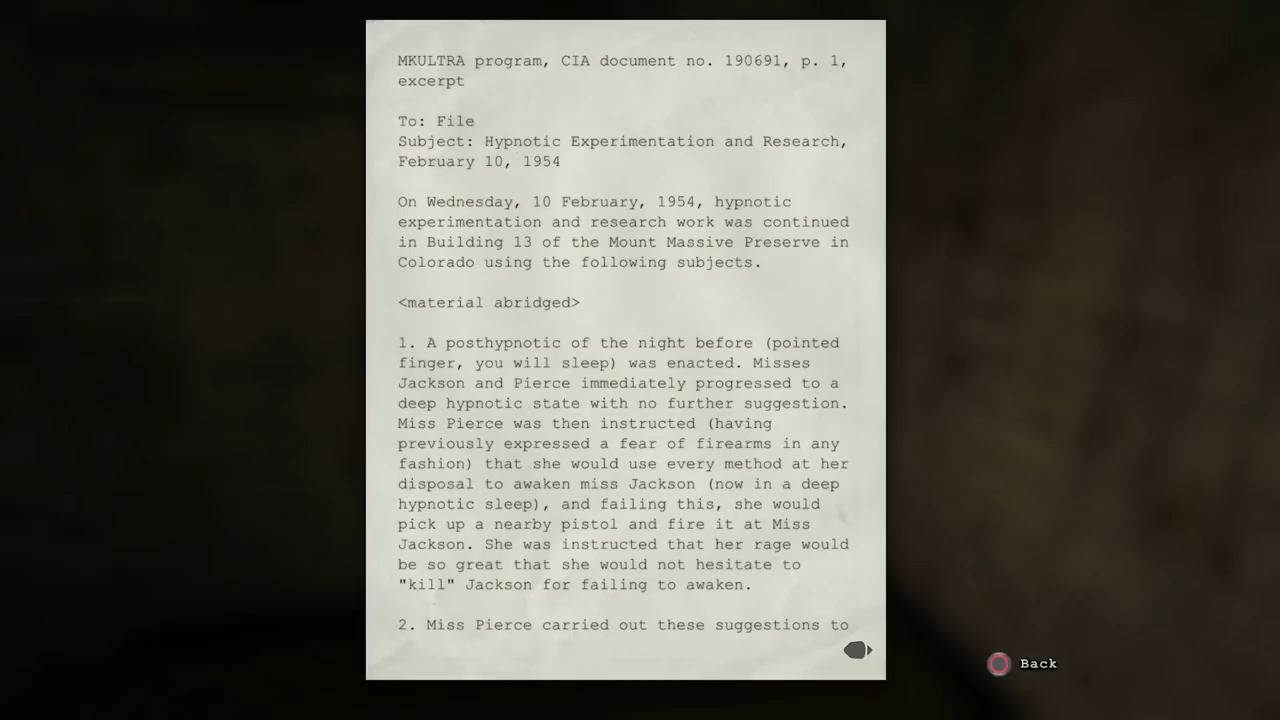 MKULTRA program, CIA document no. 190691, p. 1,
excerpt
To: File
Subject: Hypnotic Experimentation and Research,
February 10, 1954
On Wednesday, 10 February, 1954, hypnotic
experimentation and research work was continued
in Building 13 of the Mount Massive Preserve in
Colorado using the following subjects.
<material abridged>
1. A posthypnotic of the night before (pointed
finger, you will sleep) was enacted. Misses
Jackson and Pierce immediately progressed to a
deep hypnotic state with no further suggestion.
Miss Pierce was then instructed (having
previously expressed a fear of firearms in any
fashion) that she would use every method at her
disposal to awaken miss Jackson (now in a deep
hypnotic sleep), and failing this, she would
pick up a nearby pistol and fire it at Miss
Jackson. She was instructed that her rage would
be so great that she would not hesitate to
"kill" Jackson for failing to awaken.
2. Miss Pierce carried out these suggestions to
Back